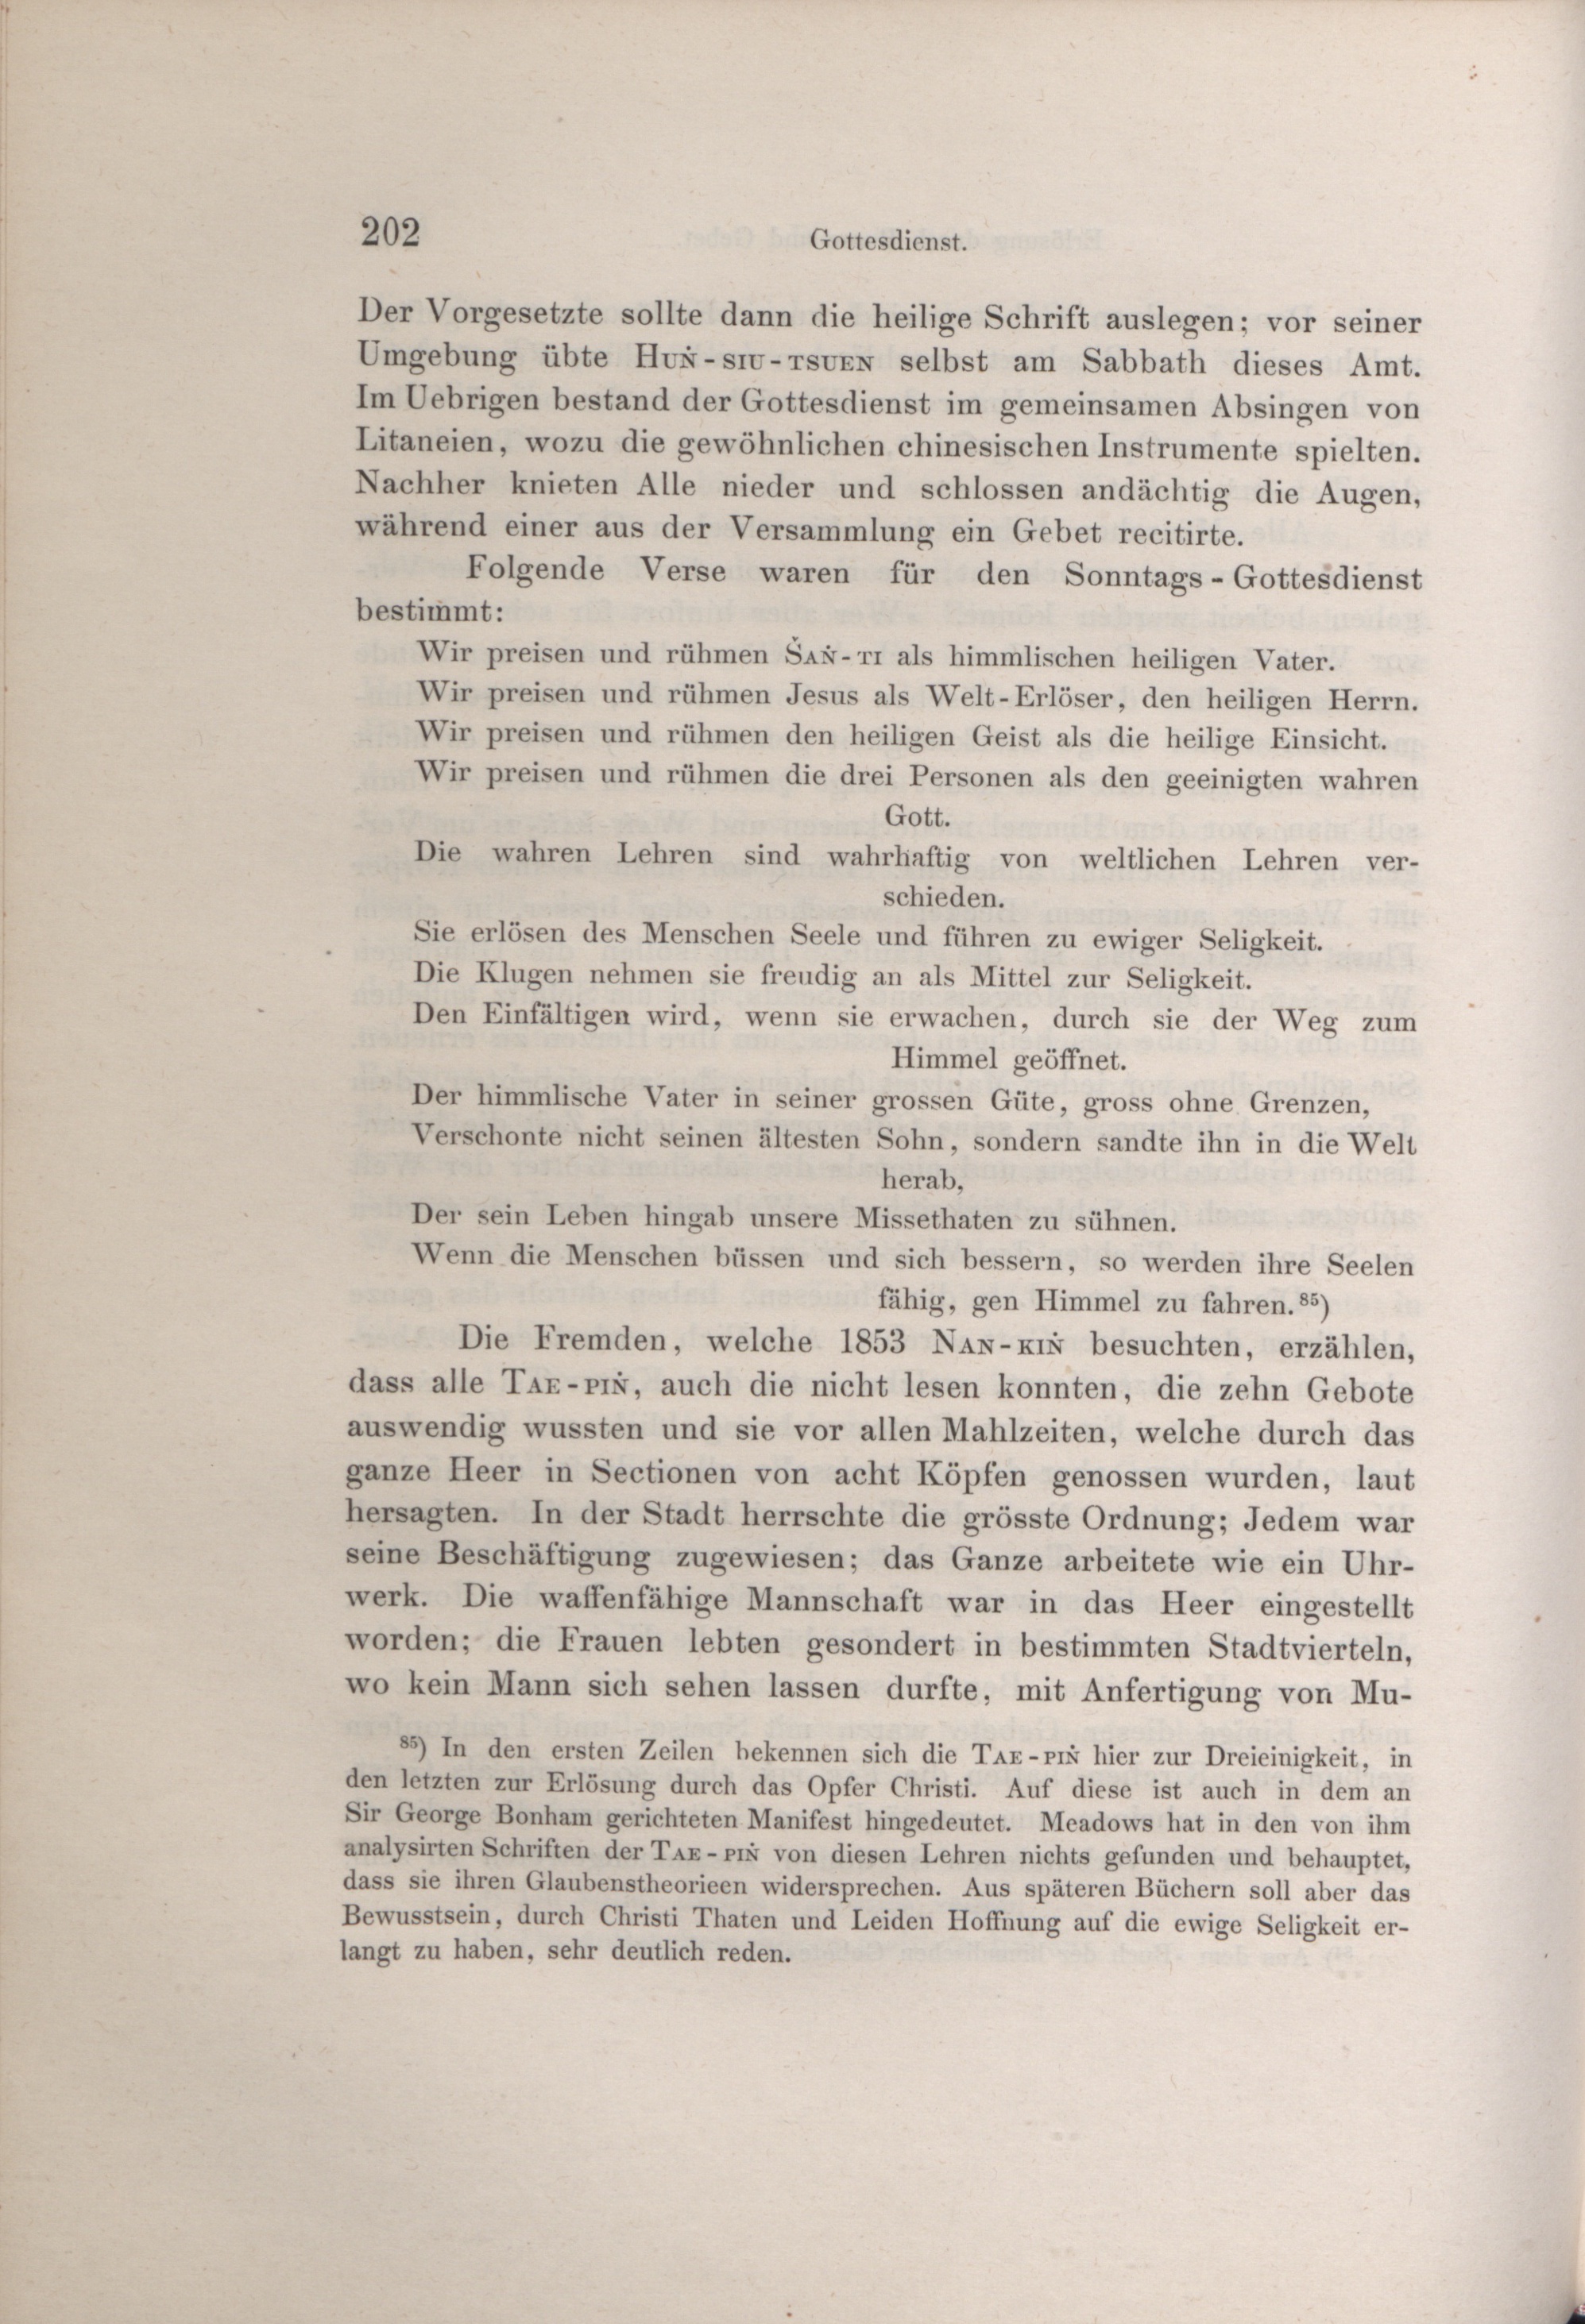 202
Gottesdienst.
Der Vorgesetzte sollte dann die heilige Schrift auslegen; vor seiner
Umgebung übte Huṅ-siu-tsuen selbst am Sabbath dieses Amt.
Im Uebrigen bestand der Gottesdienst im gemeinsamen Absingen von
Litaneien, wozu die gewöhnlichen chinesischen Instrumente spielten.
Nachher knieten Alle nieder und schlossen andächtig die Augen,
während einer aus der Versammlung ein Gebet recitirte.
Folgende Verse waren für den Sonntags-Gottesdienst
bestimmt:
Wir preisen und rühmen Šaṅ-ti als himmlischen heiligen Vater.
Wir preisen und rühmen Jesus als Welt-Erlöser, den heiligen Herrn.
Wir preisen und rühmen den heiligen Geist als die heilige Einsicht.
Wir preisen und rühmen die drei Personen als den geeinigten wahren
Gott.
Die wahren Lehren sind wahrhaftig von weltlichen Lehren ver-
schieden.
Sie erlösen des Menschen Seele und führen zu ewiger Seligkeit.
Die Klugen nehmen sie freudig an als Mittel zur Seligkeit.
Den Einfältigen wird, wenn sie erwachen, durch sie der Weg zum
Himmel geöffnet.
Der himmlische Vater in seiner grossen Güte, gross ohne Grenzen,
Verschonte nicht seinen ältesten Sohn, sondern sandte ihn in die Welt
herab,
Der sein Leben hingab unsere Missethaten zu sühnen.
Wenn die Menschen büssen und sich bessern, so werden ihre Seelen
fähig, gen Himmel zu fahren.⁸⁵)
Die Fremden, welche 1853 Nan-kiṅ besuchten, erzählen,
dass alle Tae-piṅ, auch die nicht lesen konnten, die zehn Gebote
auswendig wussten und sie vor allen Mahlzeiten, welche durch das
ganze Heer in Sectionen von acht Köpfen genossen wurden, laut
hersagten. In der Stadt herrschte die grösste Ordnung; Jedem war
seine Beschäftigung zugewiesen; das Ganze arbeitete wie ein Uhr-
werk. Die waffenfähige Mannschaft war in das Heer eingestellt
worden; die Frauen lebten gesondert in bestimmten Stadtvierteln,
wo kein Mann sich sehen lassen durfte, mit Anfertigung von Mu-
⁸⁵) In den ersten Zeilen bekennen sich die Tae-piṅ hier zur Dreieinigkeit, in
den letzten zur Erlösung durch das Opfer Christi. Auf diese ist auch in dem an
Sir George Bonham gerichteten Manifest hingedeutet. Meadows hat in den von ihm
analysirten Schriften der Tae-piṅ von diesen Lehren nichts gefunden und behauptet,
dass sie ihren Glaubenstheorieen widersprechen. Aus späteren Büchern soll aber das
Bewusstsein, durch Christi Thaten und Leiden Hoffnung auf die ewige Seligkeit er-
langt zu haben, sehr deutlich reden.